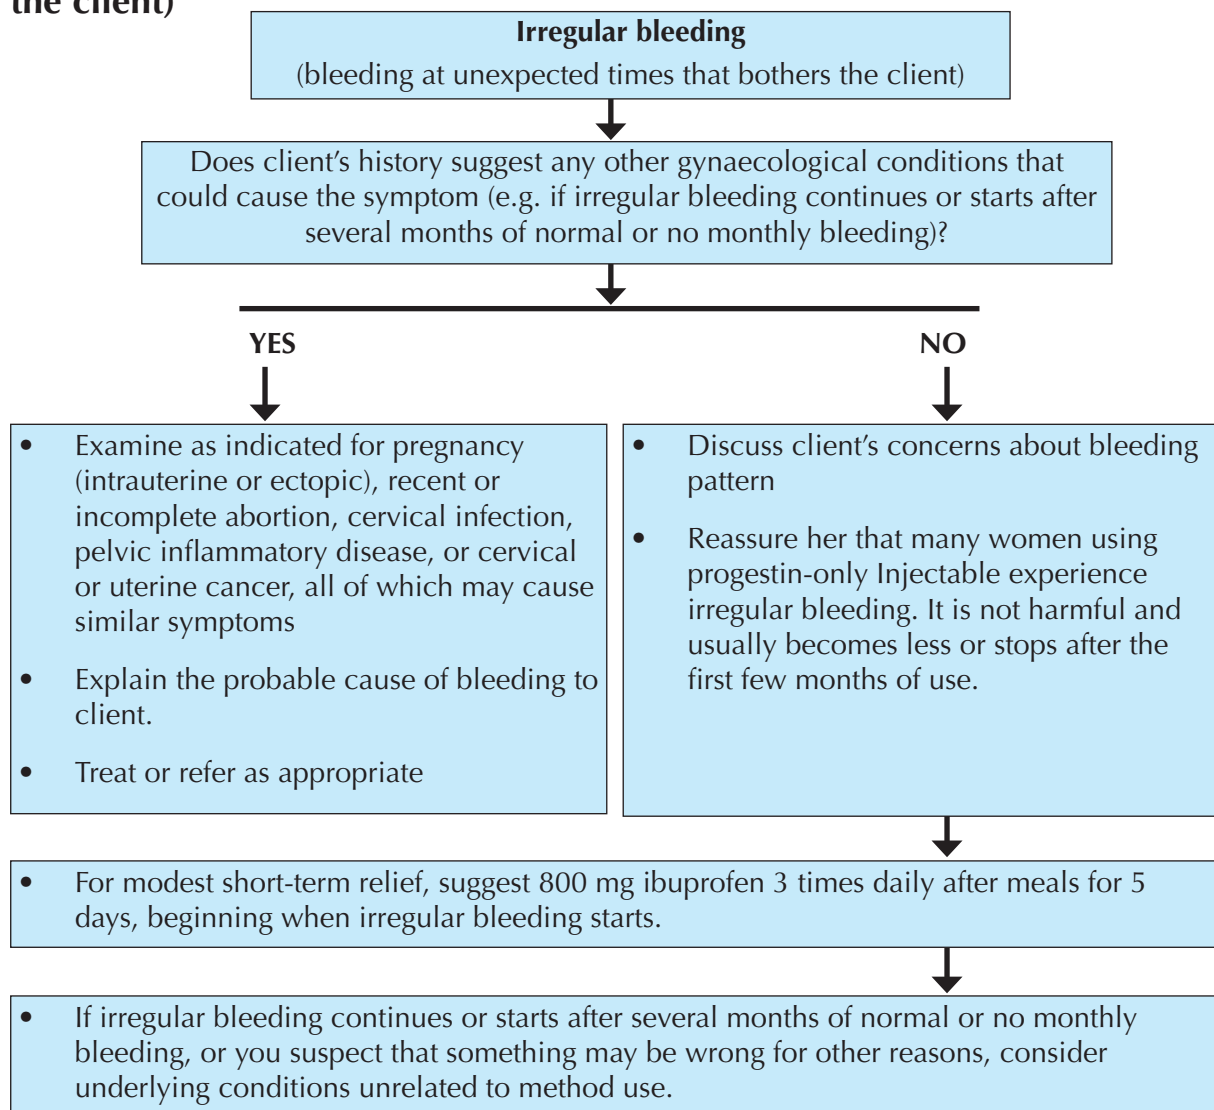 the client)
Irregular bleeding
(bleeding at unexpected times that bothers the client)
Does client’s history suggest any other gynaecological conditions that
could cause the symptom (e.g. if irregular bleeding continues or starts after
several months of normal or no monthly bleeding)?
YES
NO
• Examine as indicated for pregnancy
(intrauterine or ectopic), recent or
incomplete abortion, cervical infection,
pelvic inflammatory disease, or cervical
or uterine cancer, all of which may cause
similar symptoms
• Explain the probable cause of bleeding to
client.
• Treat or refer as appropriate
• Discuss client’s concerns about bleeding
pattern
• Reassure her that many women using
progestin-only Injectable experience
irregular bleeding. It is not harmful and
usually becomes less or stops after the
first few months of use.
• For modest short-term relief, suggest 800 mg ibuprofen 3 times daily after meals for 5
days, beginning when irregular bleeding starts.
• If irregular bleeding continues or starts after several months of normal or no monthly
bleeding, or you suspect that something may be wrong for other reasons, consider
underlying conditions unrelated to method use.